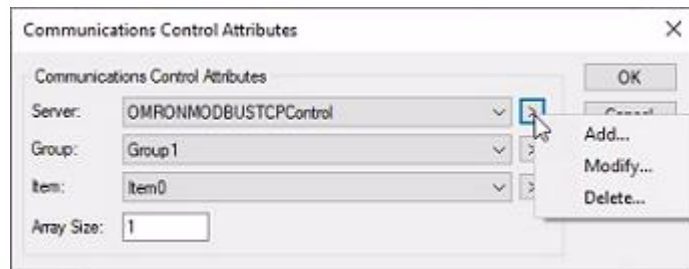 Communications Control Attributes
Communications Control Attributes
OK
Server: OMRONMODBUSTCPControl >
Cancel
Add...
Group: Group1 >
Modify...
Item: Item0 >
Delete...
Array Size: 1